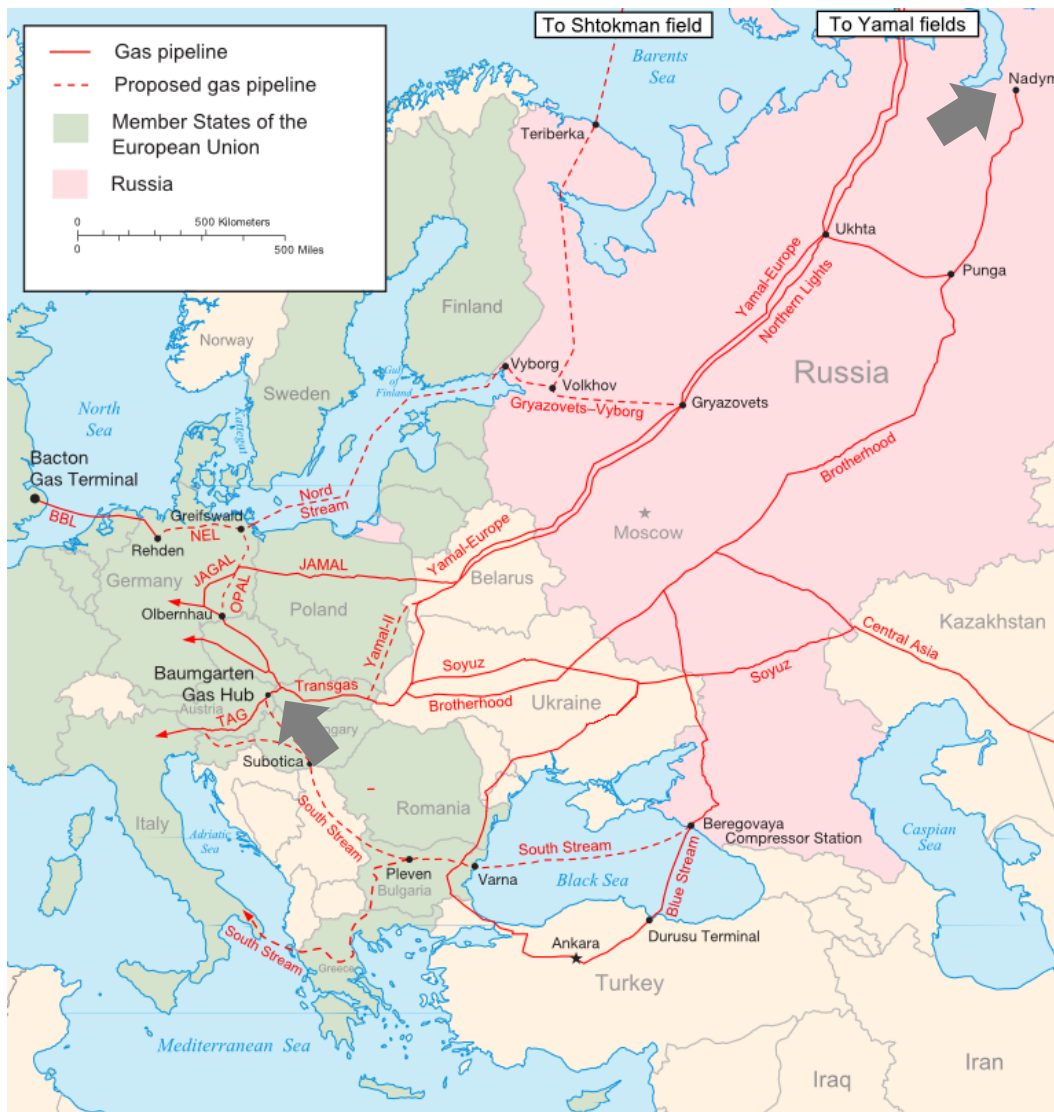 To Shtokman field
To Yamal fields
Gas pipeline
Proposed gas pipeline
Member States of the
European Union
Russia
0
500 Kilometers
0
500 Miles
Barents
Sea
Nadym
Teriberka
Ukhta
Punga
Yamal-Europe
Northern Lights
Finland
Norway
Sweden
Russia
Vyborg
Gulf
of
Finland
Volkhov
Gryazovets–Vyborg
Gryazovets
North
Sea
Kattegat
Brotherhood
Bacton
Gas Terminal
BBL
Nord
Stream
Greifswald
NEL
Rehden
Moscow
Yamal-Europe
JAGAL
JAMAL
Germany
OPAL
Poland
Belarus
Olbernhau
Yamal-II
Kazakhstan
Central Asia
Soyuz
Soyuz
Baumgarten
Gas Hub
Transgas
Brotherhood
Ukraine
Austria
TAG
Subotica
Romania
Italy
Adriatic
Sea
South Stream
Beregovaya
Compressor Station
Caspian
Sea
South Stream
Pleven
Bulgaria
Varna
Black Sea
Blue Stream
South Stream
Greece
Ankara
Durusu Terminal
Turkey
Mediterranean Sea
Iraq
Iran